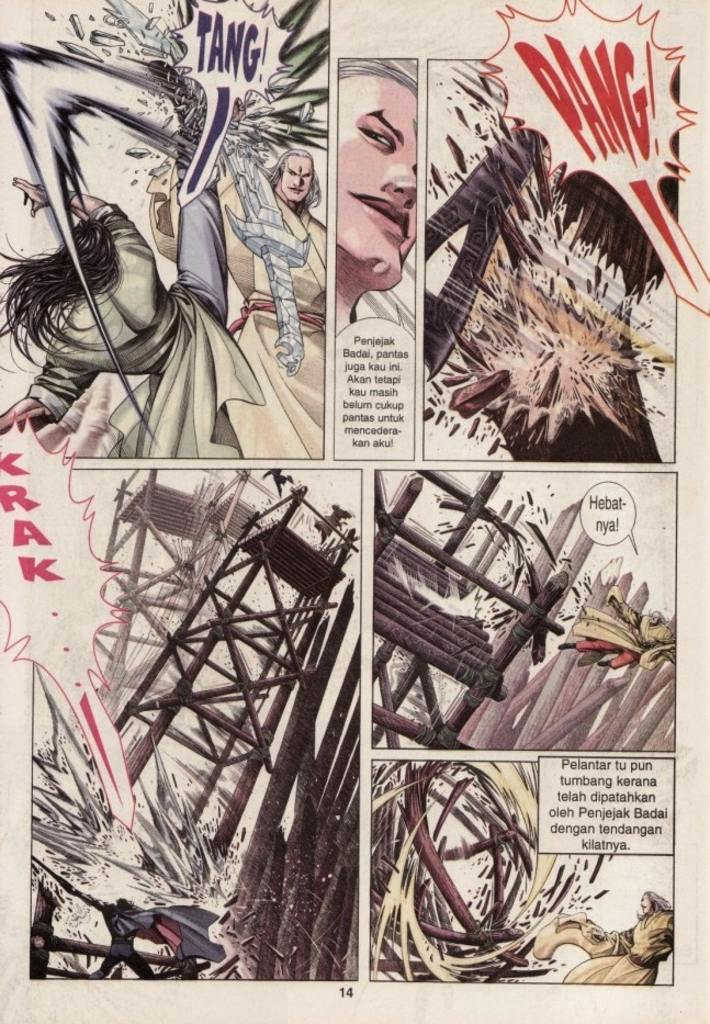 TANG!
PANG!
Penjejak
Badai, pantas
juga kau ini.
Akan tetapi
kau masih
belum cukup
pantas untuk
mencedera-
kan aku!
KRAK
Hebat-
nya!
Pelantar tu pun
tumbang kerana
telah dipatahkan
oleh Penjejak Badai
dengan tendangan
kilatnya.
14